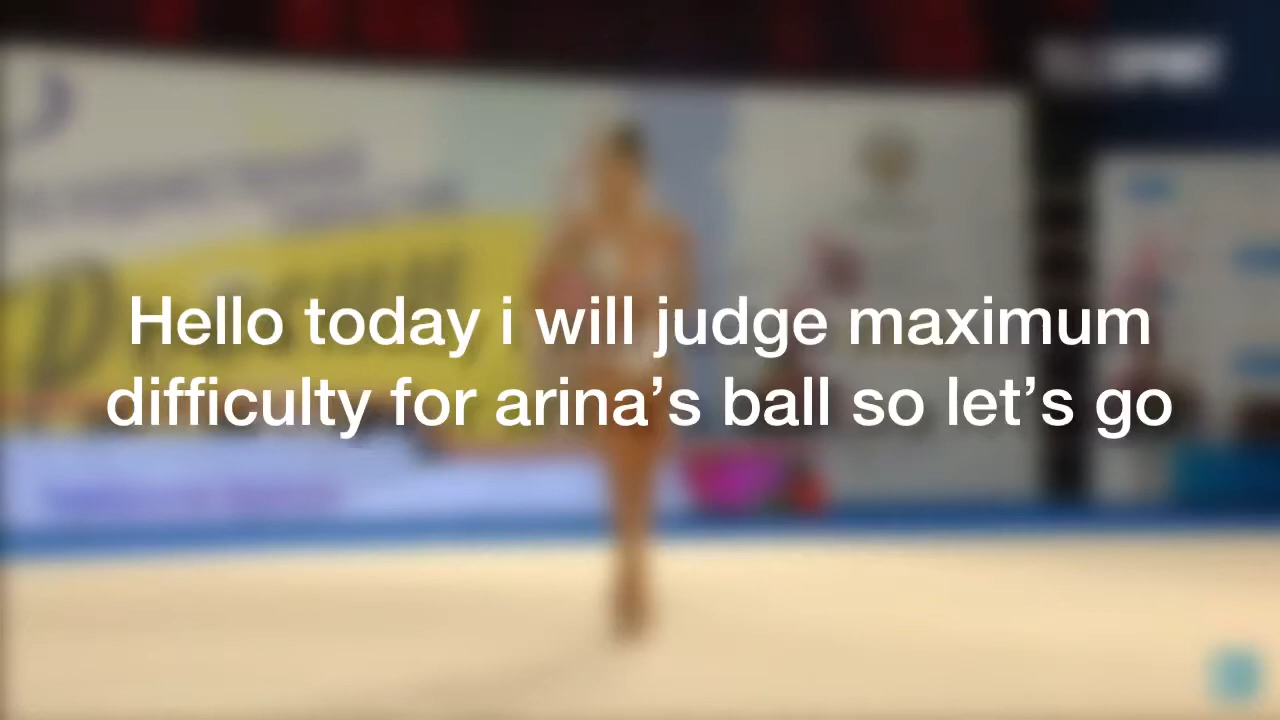 Hello today i will judge maximum
difficulty for arina’s ball so let’s go